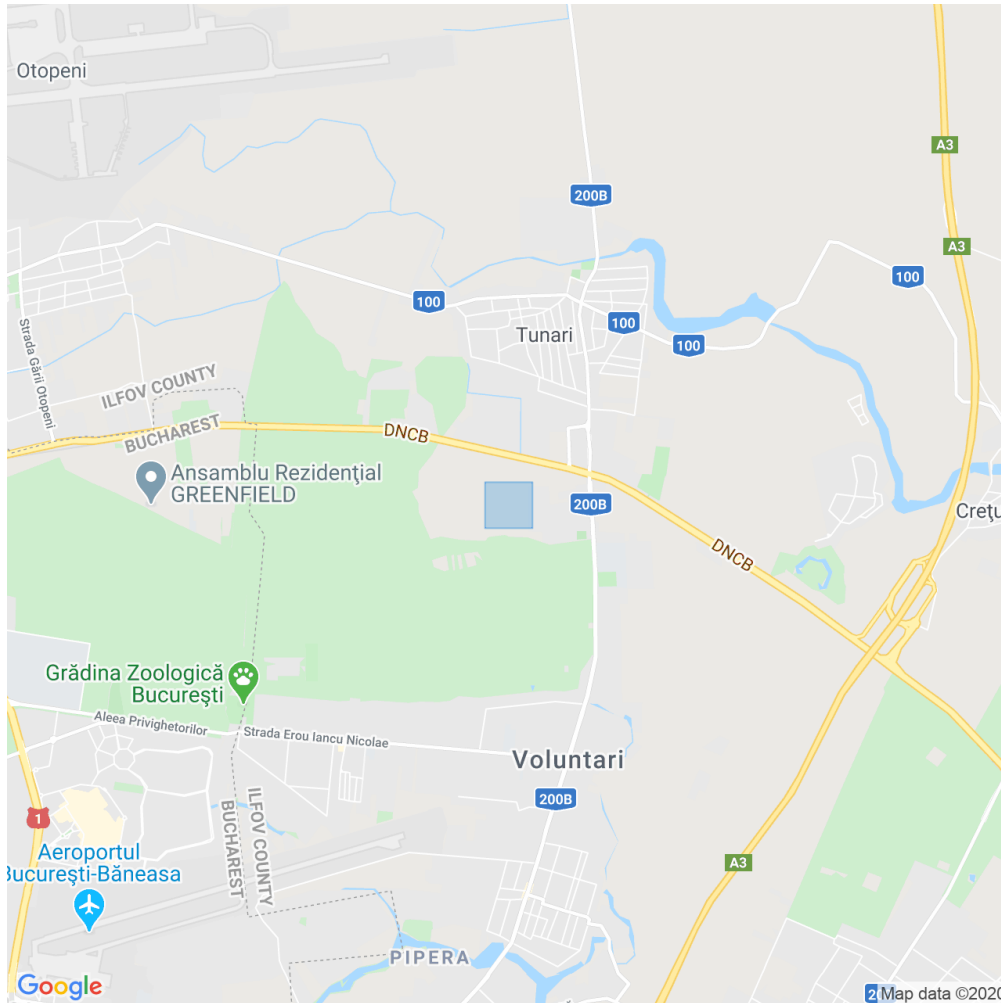 Otopeni
A3
200B
A3
100
100
Tunari
100
100
Strada Gării Otopeni
ILFOV COUNTY
BUCHAREST
DNCB
Ansamblu Rezidenţial
GREENFIELD
200B
Creţu
DNCB
Grădina Zoologică
Bucureşti
Aleea Privighetorilor
Strada Erou Iancu Nicolae
Voluntari
200B
1
ILFOV COUNTY
BUCHAREST
A3
Aeroportul
Bucureşti-Băneasa
PIPERA
Google
Map data ©2020